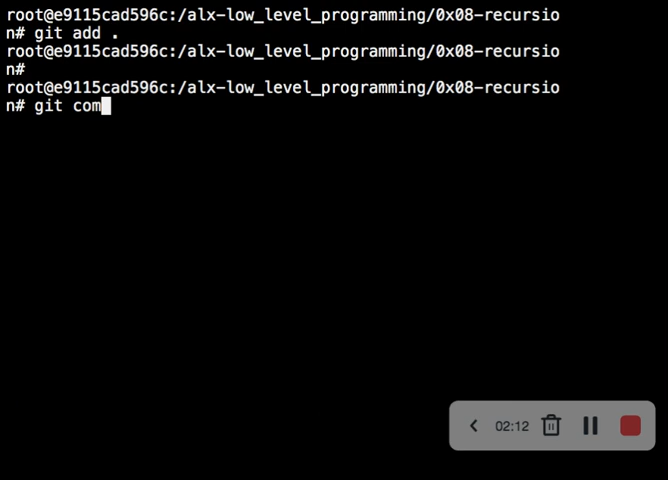 root@e9115cad596c:/alx-low_level_programming/0x08-recursio
n# git add .
root@e9115cad596c:/alx-low_level_programming/0x08-recursio
n#
root@e9115cad596c:/alx-low_level_programming/0x08-recursio
n# git com
02:12